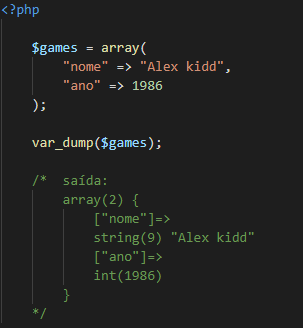 <?php
$games = array(
"nome" => "Alex kidd",
"ano" => 1986
);
var_dump($games);
/*  saída:
array(2) {
["nome"]=>
string(9) "Alex kidd"
["ano"]=>
int(1986)
}
*/